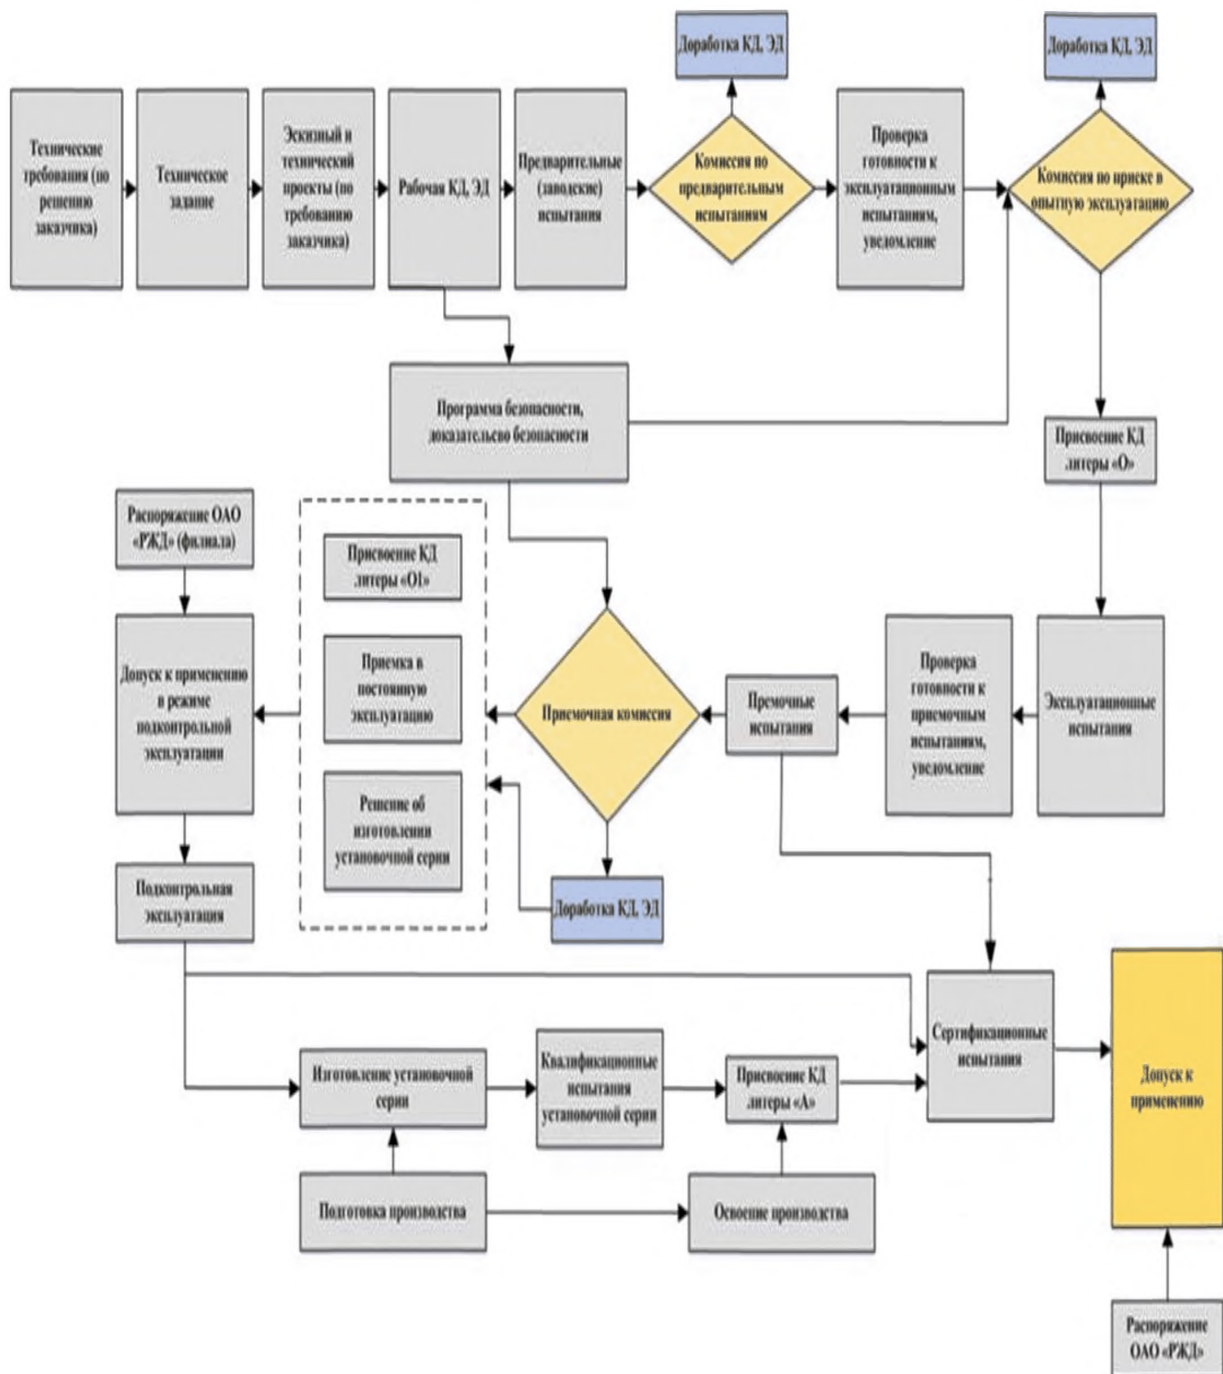 Доработка КД, ЭД
Доработка КД, ЭД
Технические
требования (по
решению
заказчика)
Техническое
задание
Эскизный и
технический
проекты (по
требованию
заказчика)
Рабочая КД, ЭД
Предварительные
(заводские)
испытания
Комиссия по
предварительным
испытаниям
Проверка
готовности к
эксплуатационным
испытаниям,
уведомление
Комиссия по приеке в
опытную эксплуатацию
Программа безопасности,
доказательсво безопасности
Присвоение КД
литеры «О»
Распоряжение ОАО
«РЖД» (филиала)
Присвоение КД
литеры «О1»
Допуск к применению
в режиме
подконтрольной
эксплуатации
Приемка в
постоянную
эксплуатацию
Приемочная комиссия
Премочные
испытания
Проверка
готовности к
приемочным
испытаниям,
уведомление
Эксплуатационные
испытания
Решение об
изготовлении
установочной серии
Подконтрольная
эксплуатация
Доработка КД, ЭД
Изготовление установочной
серии
Квалификационные
испытания
установочной серии
Присвоение КД
литеры «А»
Сертификационные
испытания
Допуск к
применению
Подготовка производства
Освоение производства
Распоряжение
ОАО «РЖД»